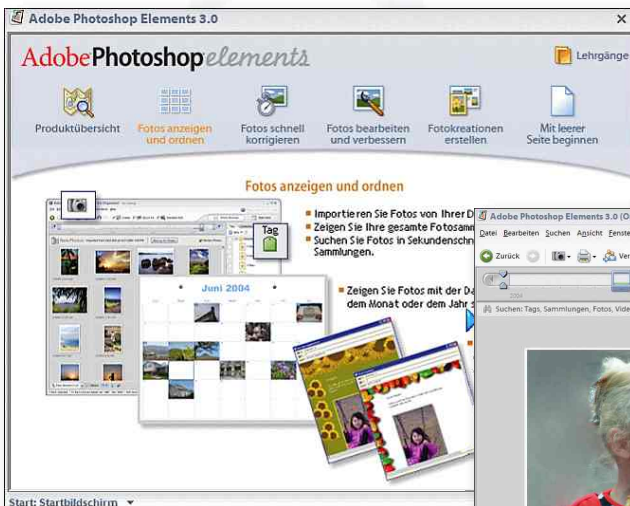 Adobe Photoshop Elements 3.0
Adobe Photoshop elements
Lehrgänge
Produktübersicht
Fotos anzeigen
und ordnen
Fotos schnell
korrigieren
Fotos bearbeiten
und verbessern
Fotokreationen
erstellen
Mit leerer
Seite beginnen
Fotos anzeigen und ordnen
Importieren Sie Fotos von Ihrer D
Zeigen Sie Ihre gesamte Fotosamm
Suchen Sie Fotos in Sekundenschn
Sammlungen.
Tag
Juni 2004
Zeigen Sie Fotos mit der Da
dem Monat oder dem Jahr s
Adobe Photoshop Elements 3.0 (O
Datei Bearbeiten Suchen Ansicht Fenste
Zurück
Ver
2004
Suchen: Tags, Sammlungen, Fotos, Vide
Start: Startbildschirm